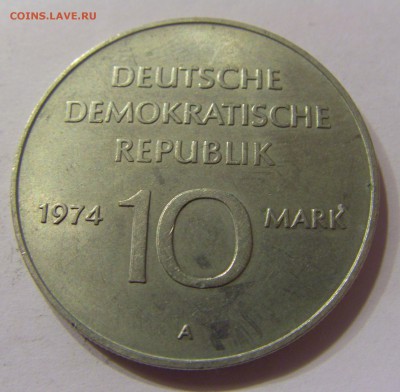 COINS.LAVE.RU
DEUTSCHE
DEMOKRATISCHE
REPUBLIK
1974 10 MARK
A